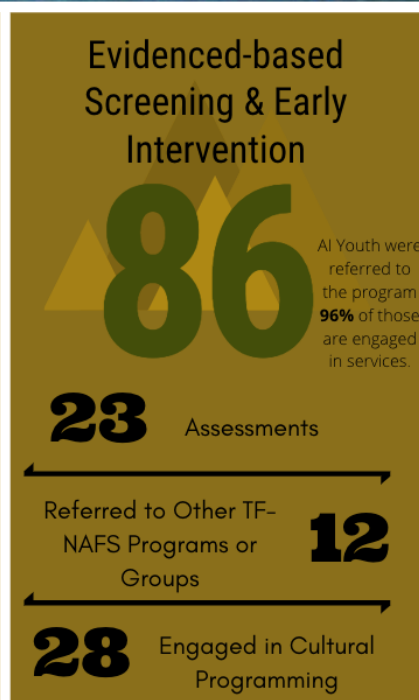 Evidenced-based
Screening & Early
Intervention
86
AI Youth were
referred to
the program
96% of those
are engaged
in services.
23
Assessments
Referred to Other TF-
NAFS Programs or
Groups
12
28
Engaged in Cultural
Programming